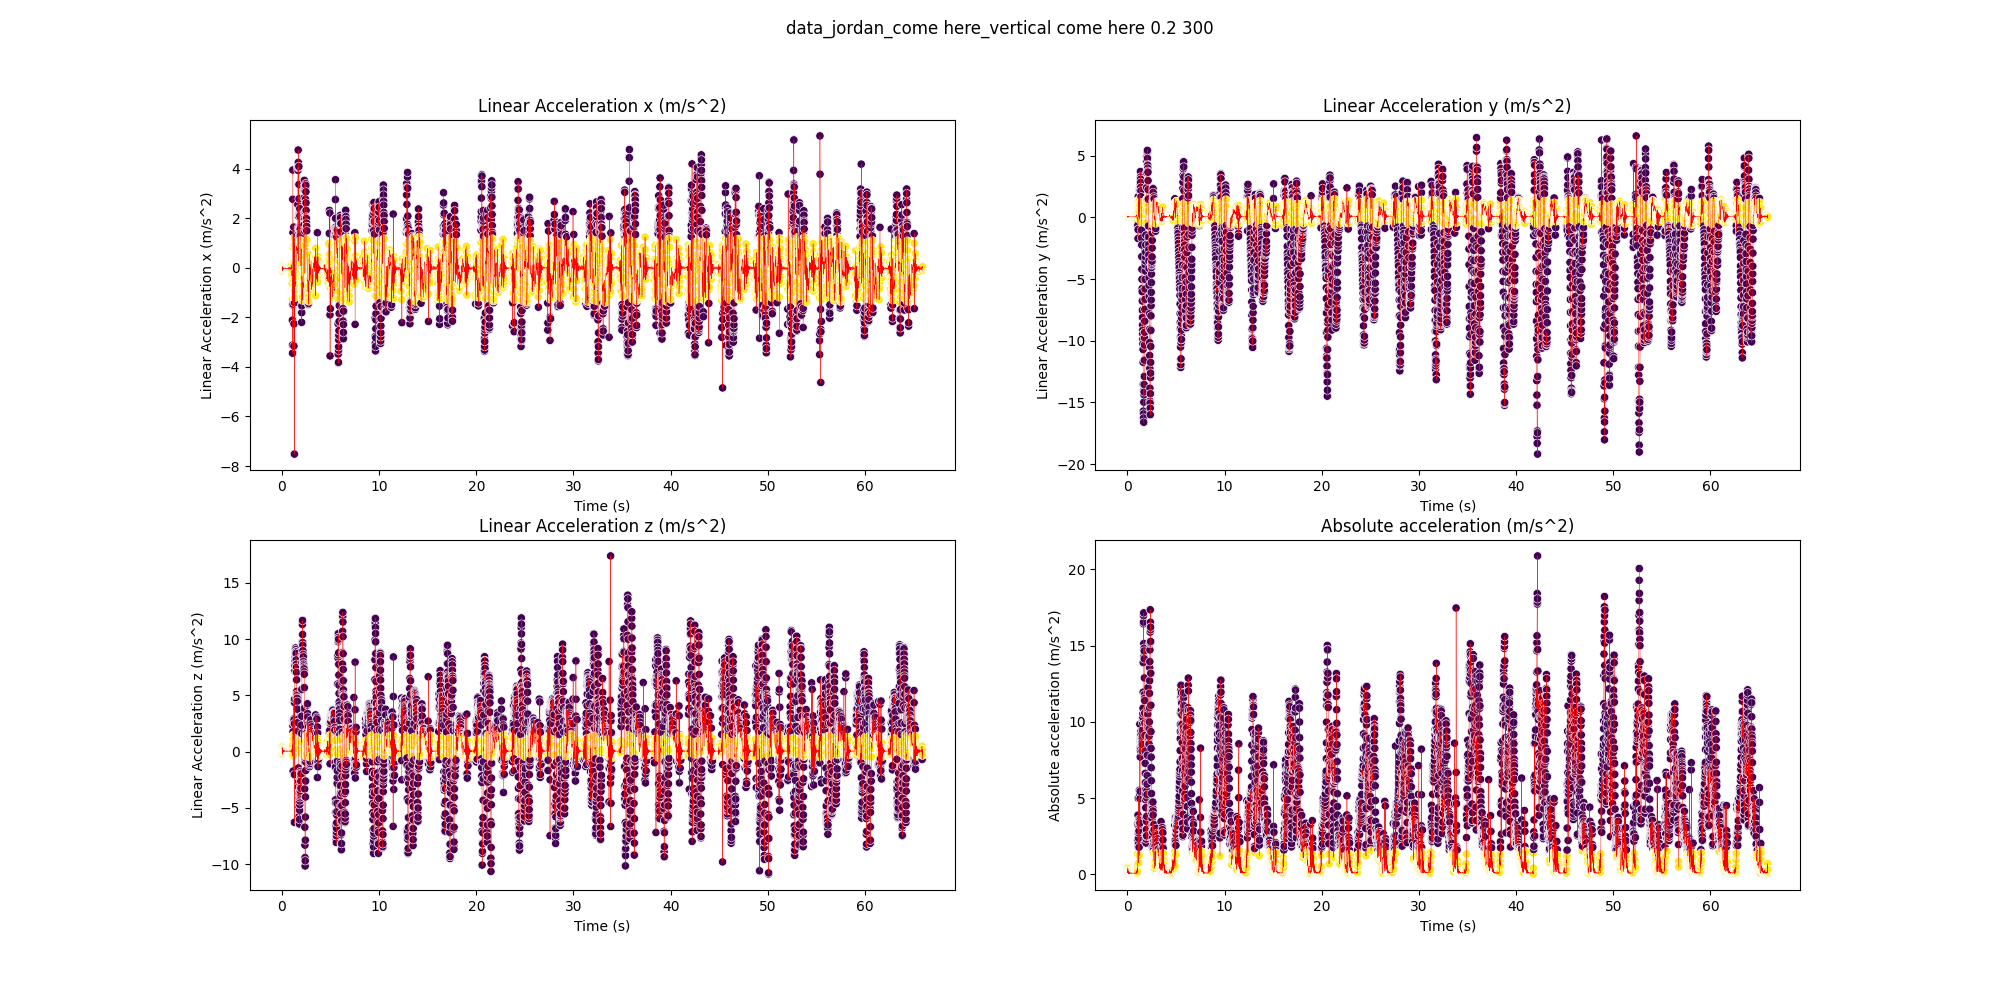 data_jordan_come here_vertical come here 0.2 300
Linear Acceleration x (m/s^2)
Linear Acceleration x (m/s^2)
4
2
0
−2
−4
−6
−8
0 10 20 30 40 50 60
Time (s)
Linear Acceleration y (m/s^2)
Linear Acceleration y (m/s^2)
5
0
−5
−10
−15
−20
0 10 20 30 40 50 60
Time (s)
Linear Acceleration z (m/s^2)
Linear Acceleration z (m/s^2)
15
10
5
0
−5
−10
0 10 20 30 40 50 60
Time (s)
Absolute acceleration (m/s^2)
Absolute acceleration (m/s^2)
20
15
10
5
0
0 10 20 30 40 50 60
Time (s)